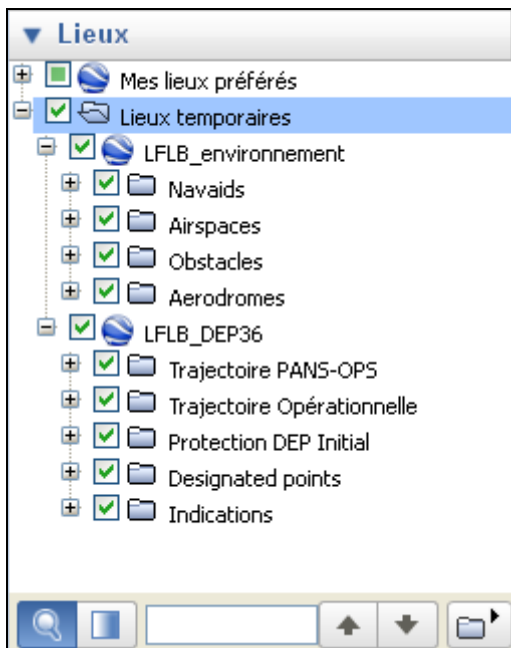 Lieux
Mes lieux préférés
Lieux temporaires
LFLB_environnement
Navaids
Airspaces
Obstacles
Aerodromes
LFLB_DEP36
Trajectoire PANS-OPS
Trajectoire Opérationnelle
Protection DEP Initial
Designated points
Indications